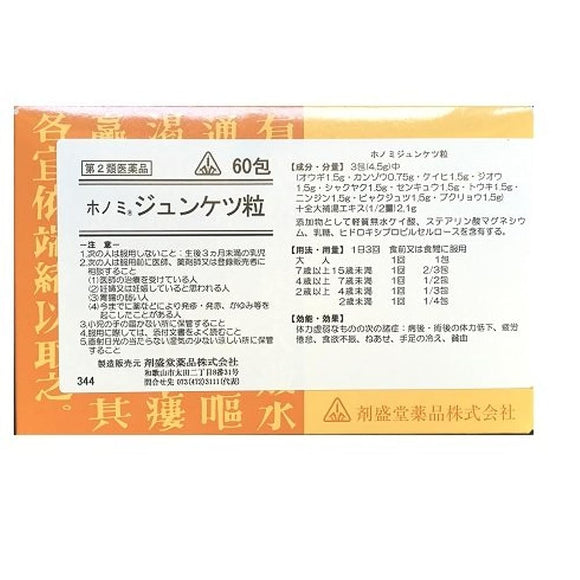 第2類医薬品
60包
ホノミ®ジュンケツ粒
－注 意－
1.次の人は服用しないこと：生後3ヵ月未満の乳児
2.次の人は服用前に医師、薬剤師又は登録販売者に
相談すること
(1)医師の治療を受けている人
(2)妊婦又は妊娠していると思われる人
(3)胃腸の弱い人
(4)今までに薬などにより発疹・発赤、かゆみ等を
起こしたことがある人
3.小児の手の届かない所に保管すること
4.服用に際しては、添付文書をよく読むこと
5.直射日光の当たらない湿気の少ない涼しい所に保管す
ること
製造販売元 剤盛堂薬品株式会社
和歌山市太田二丁目8番31号
問合せ先 073(472)3111(代表)
344
ホノミジュンケツ粒
【成分・分量】3包(4.5g)中
(オウギ1.5g・カンゾウ0.75g・ケイヒ1.5g・ジオウ
1.5g・シャクヤク1.5g・センキュウ1.5g・トウキ1.5g・
ニンジン1.5g・ビャクジュツ1.5g・ブクリョウ1.5g)
十全大補湯エキス(1/2量)2.1g
添加物として軽質無水ケイ酸、ステアリン酸マグネシウ
ム、乳糖、ヒドロキシプロピルセルロースを含有する。
【用法・用量】1日3回 食前又は食間に服用
大人 1回 1包
7歳以上15歳未満 1回 2/3包
4歳以上7歳未満 1回 1/2包
2歳以上4歳未満 1回 1/3包
2歳未満 1回 1/4包
【効能・効果】
体力虚弱なものの次の諸症：病後・術後の体力低下、疲労
倦怠、食欲不振、ねあせ、手足の冷え、貧血
剤盛堂薬品株式会社
各宜依端緒以取之。